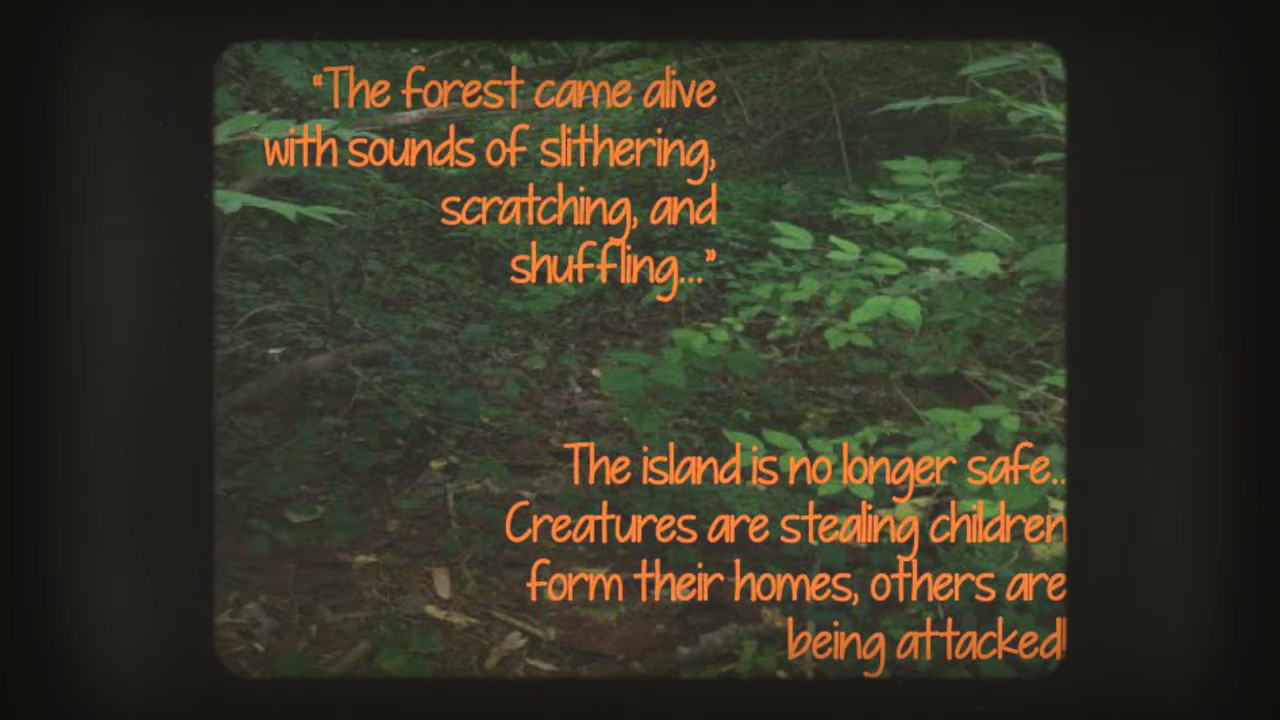 “The forest came alive
with sounds of slithering,
scratching, and
shuffling...”
The island is no longer safe..
Creatures are stealing children
form their homes, others are
being attacked!